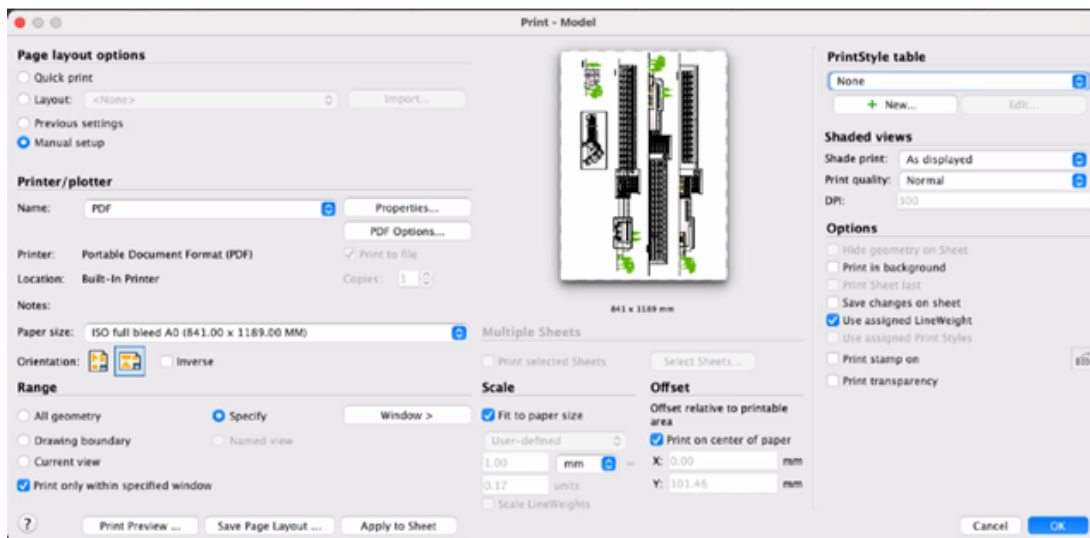 Print - Model
Page layout options
Quick print
Layout: <None> Import...
Previous settings
Manual setup
Printer/plotter
Name: PDF Properties...
PDF Options...
Printer: Portable Document Format (PDF) Print to file
Location: Built-In Printer Copies: 1
Notes:
Paper size: ISO full bleed A0 (841.00 x 1189.00 MM)
Orientation: Inverse
Range
All geometry Specify Window >
Drawing boundary Named view
Current view
Print only within specified window
841 x 1189 mm
Multiple Sheets
Print selected Sheets Select Sheets...
Scale
Fit to paper size
User-defined
1.00 mm =
0.17 units
Scale LineWeights
Offset
Offset relative to printable
area
Print on center of paper
X: 0.00 mm
Y: 101.46 mm
PrintStyle table
None
+ New... Edit...
Shaded views
Shade print: As displayed
Print quality: Normal
DPI: 300
Options
Hide geometry on Sheet
Print in background
Print Sheet last
Save changes on sheet
Use assigned LineWeight
Use assigned Print Styles
Print stamp on
Print transparency
? Print Preview ... Save Page Layout ... Apply to Sheet Cancel OK